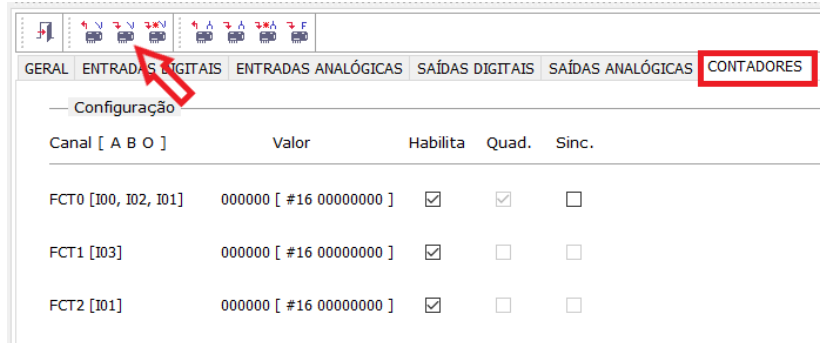 GERAL ENTRADAS DIGITAIS ENTRADAS ANALÓGICAS SAÍDAS DIGITAIS SAÍDAS ANALÓGICAS CONTADORES
Configuração
Canal [ A B O ] Valor Habilita Quad. Sinc.
FCT0 [I00, I02, I01] 000000 [ #16 00000000 ]
FCT1 [I03] 000000 [ #16 00000000 ]
FCT2 [I01] 000000 [ #16 00000000 ]